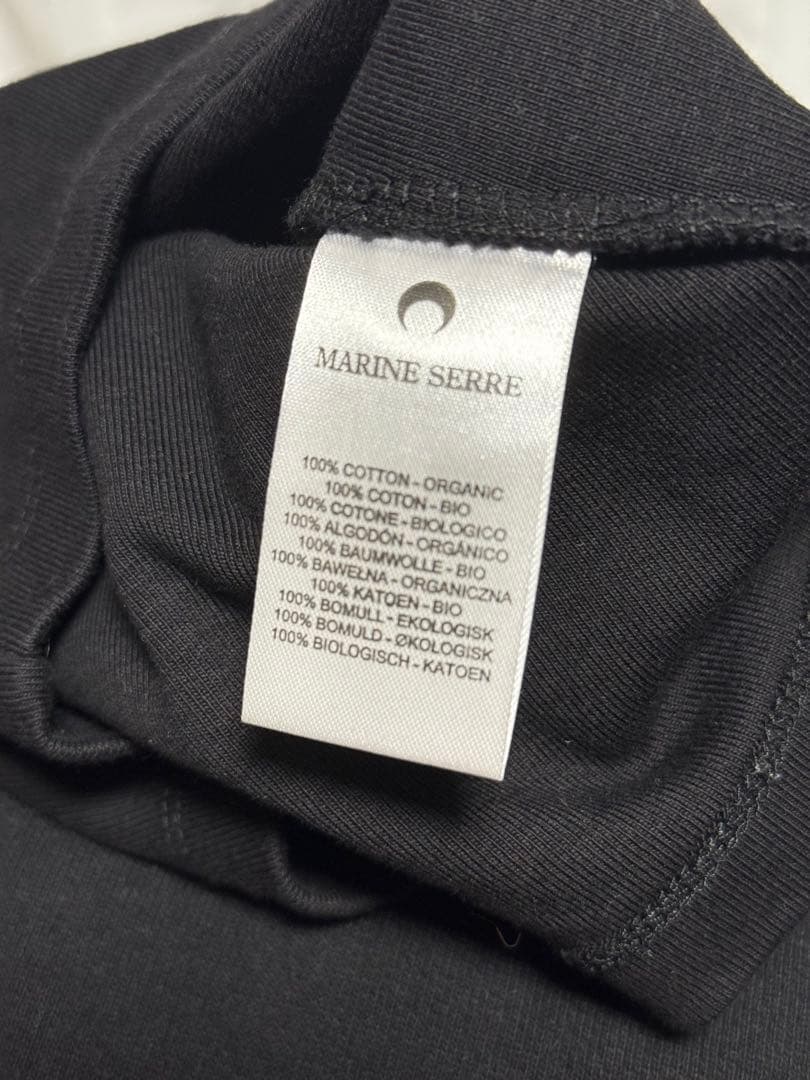 MARINE SERRE
100% COTTON - ORGANIC
100% COTON - BIO
100% COTONE - BIOLOGICO
100% ALGODÓN - ORGÁNICO
100% BAUMWOLLE - BIO
100% BAWEŁNA - ORGANICZNA
100% KATOEN - BIO
100% BOMULL - EKOLOGISK
100% BOMULD - ØKOLOGISK
100% BIOLOGISCH - KATOEN